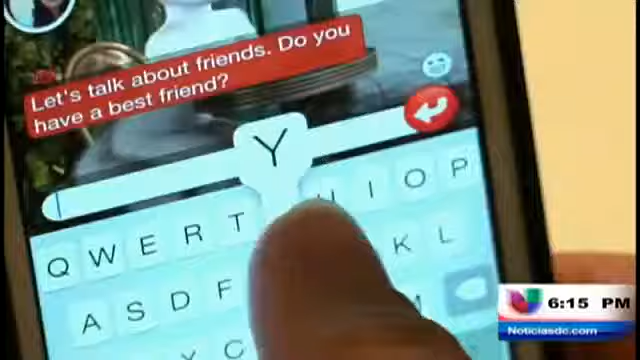 Let's talk about friends. Do you
have a best friend?
Y
Q W E R T U I O P
A S D F K L
X C M
6:15 PM
Noticiasdc.com